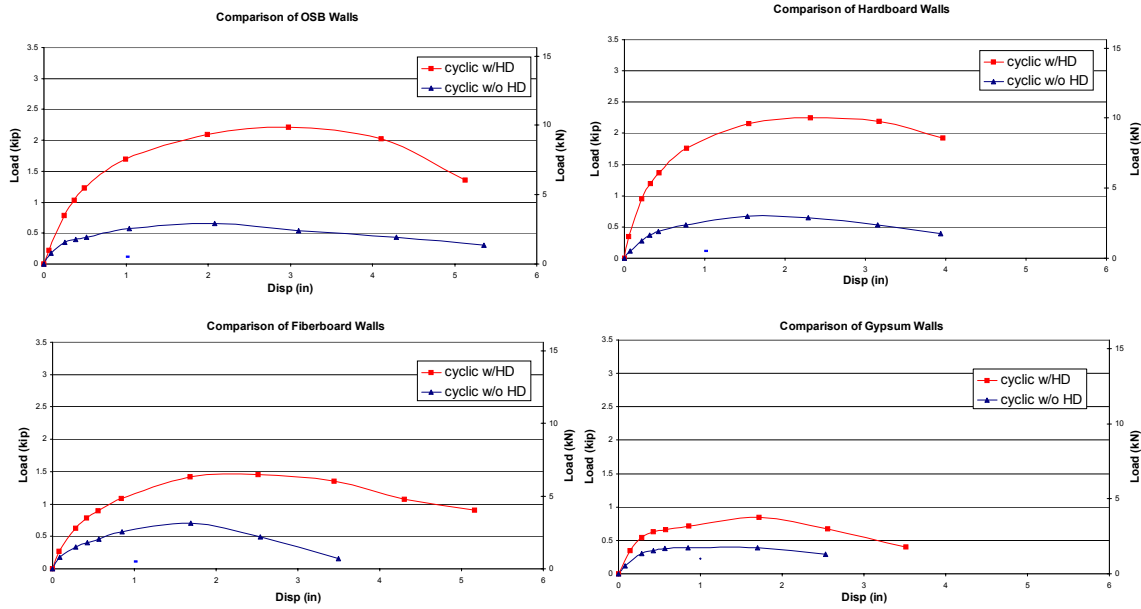 Comparison of OSB Walls
3.5
3
2.5
2
1.5
1
0.5
0
Load (kip)
cyclic w/HD
cyclic w/o HD
15
10
5
0
Load (kN)
0 1 2 3 4 5 6
Disp (in)
Comparison of Hardboard Walls
3.5
3
2.5
2
1.5
1
0.5
0
Load (kip)
cyclic w/HD
cyclic w/o HD
15
10
5
0
Load (kN)
0 1 2 3 4 5 6
Disp (in)
Comparison of Fiberboard Walls
3.5
3
2.5
2
1.5
1
0.5
0
Load (kip)
cyclic w/HD
cyclic w/o HD
15
10
5
0
Load (kN)
0 1 2 3 4 5 6
Disp (in)
Comparison of Gypsum Walls
3.5
3
2.5
2
1.5
1
0.5
0
Load (kip)
cyclic w/HD
cyclic w/o HD
15
10
5
0
Load (kN)
0 1 2 3 4 5 6
Disp (in)